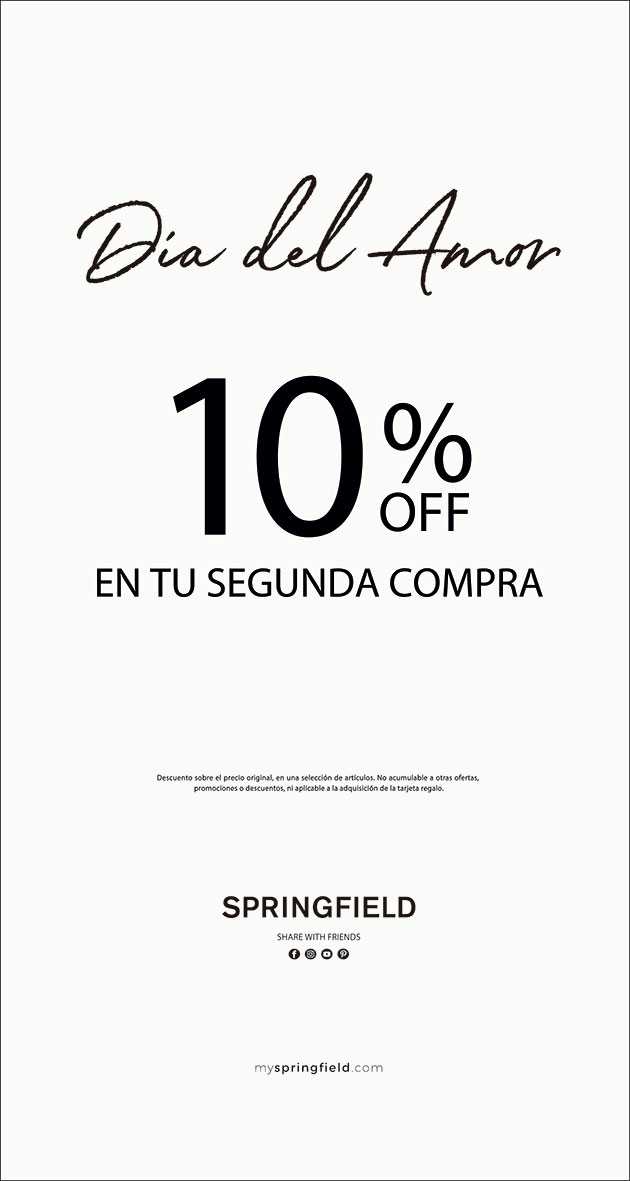 Día del Amor
10%
OFF
EN TU SEGUNDA COMPRA
Descuento sobre el precio original, en una selección de artículos. No acumulable a otras ofertas,
promociones o descuentos, ni aplicable a la adquisición de la tarjeta regalo.
SPRINGFIELD
SHARE WITH FRIENDS
myspringfield.com